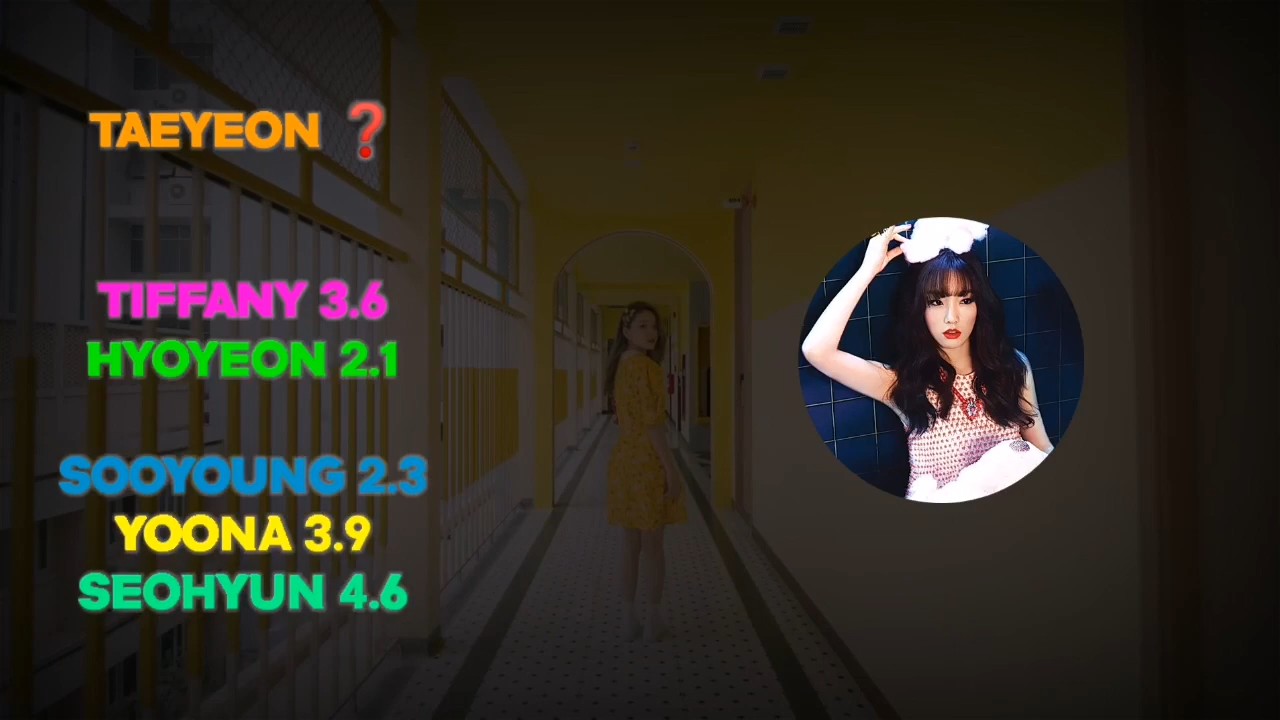 TAEYEON ❓
TIFFANY 3.6
HYOYEON 2.1
SOOYOUNG 2.3
YOONA 3.9
SEOHYUN 4.6